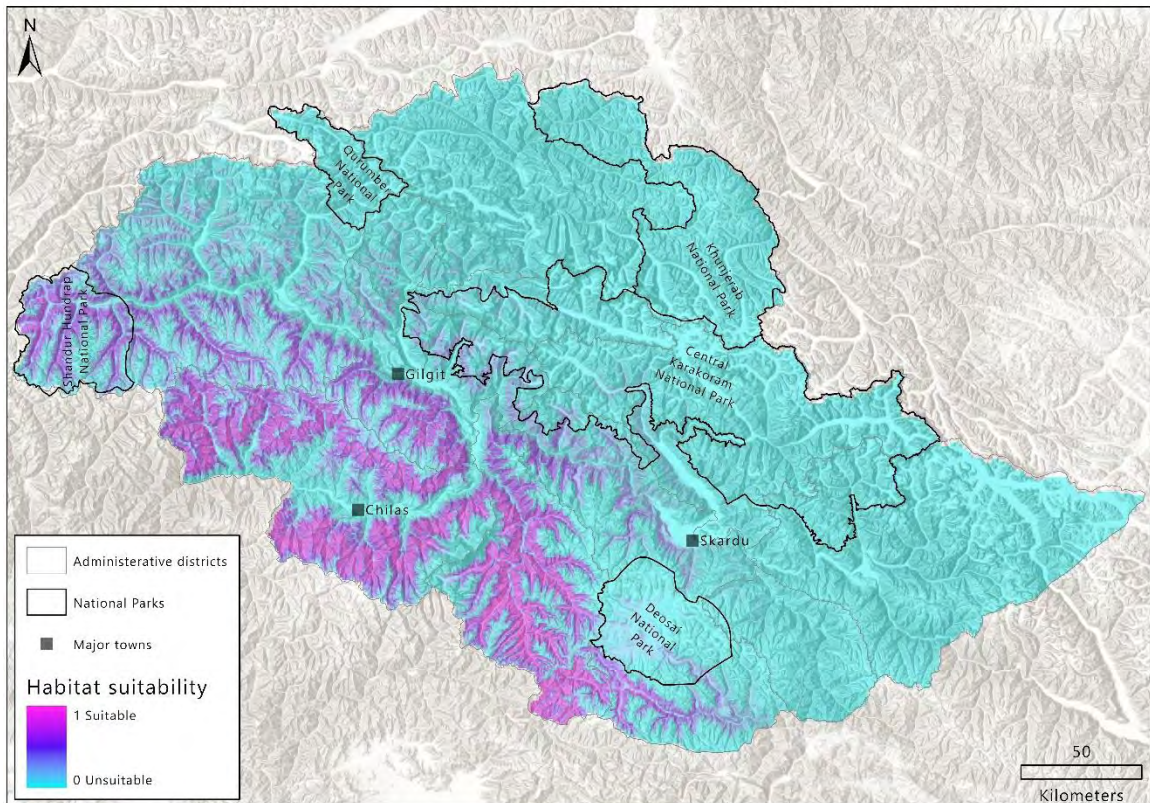 N
Qurumber
National
Park
Khunjerab
National Park
Shandur Hundrap
National Park
Central
Karakoram
National Park
Gilgit
Chilas
Skardu
Deosai
National
Park
Administerative districts
National Parks
Major towns
Habitat suitability
1 Suitable
0 Unsuitable
50
Kilometers